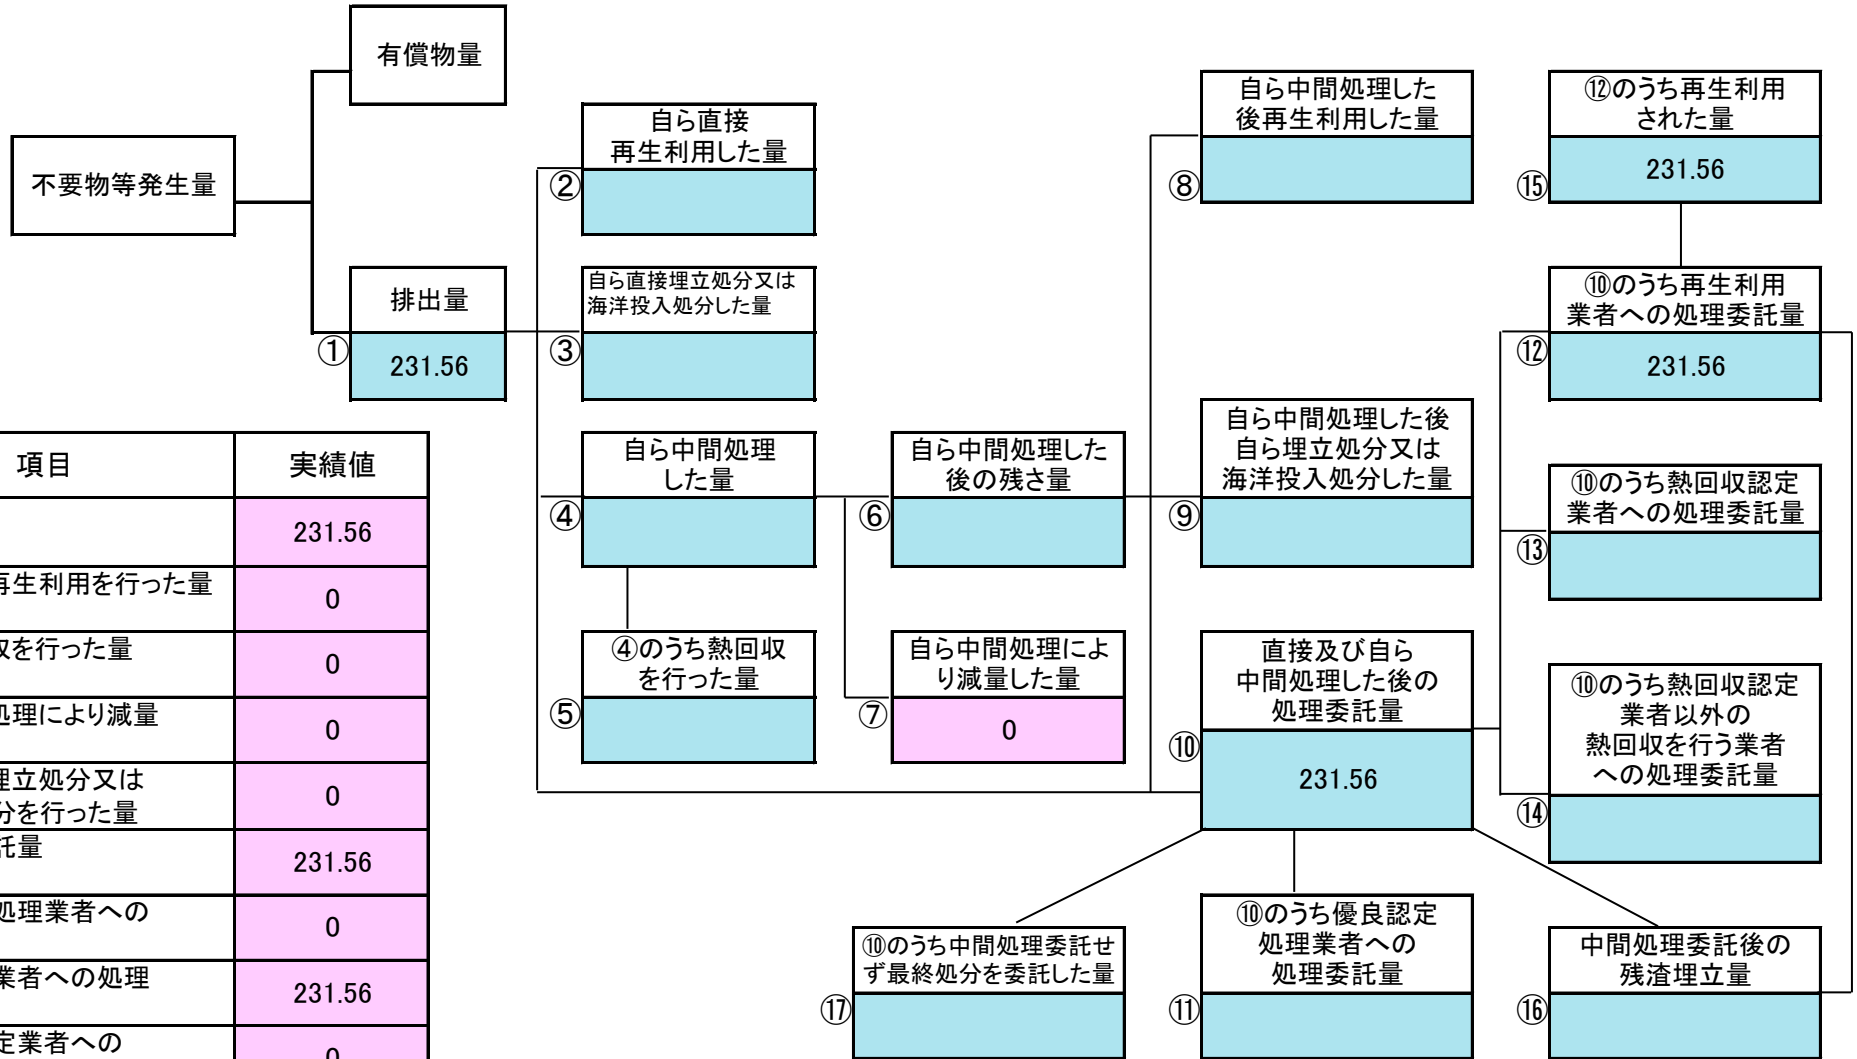 有償物量
不要物等発生量
排出量
①
231.56
自ら直接
再生利用した量
②
自ら直接埋立処分又は
海洋投入処分した量
③
自ら中間処理
した量
④
④のうち熱回収
を行った量
⑤
自ら中間処理した
後の残さ量
⑥
自ら中間処理によ
り減量した量
⑦
0
自ら中間処理した
後再生利用した量
⑧
自ら中間処理した後
自ら埋立処分又は
海洋投入処分した量
⑨
直接及び自ら
中間処理した後の
処理委託量
⑩
231.56
⑫のうち再生利用
された量
⑮
231.56
⑩のうち再生利用
業者への処理委託量
⑫
231.56
⑩のうち熱回収認定
業者への処理委託量
⑬
⑩のうち熱回収認定
業者以外の
熱回収を行う業者
への処理委託量
⑭
⑩のうち中間処理委託せ
ず最終処分を委託した量
⑰
⑩のうち優良認定
処理業者への
処理委託量
⑪
中間処理委託後の
残渣埋立量
⑯
項目 実績値
231.56
再生利用を行った量 0
を行った量 0
処理により減量 0
埋立処分又は
分を行った量 0
託量 231.56
処理業者への 0
業者への処理 231.56
定業者への 0